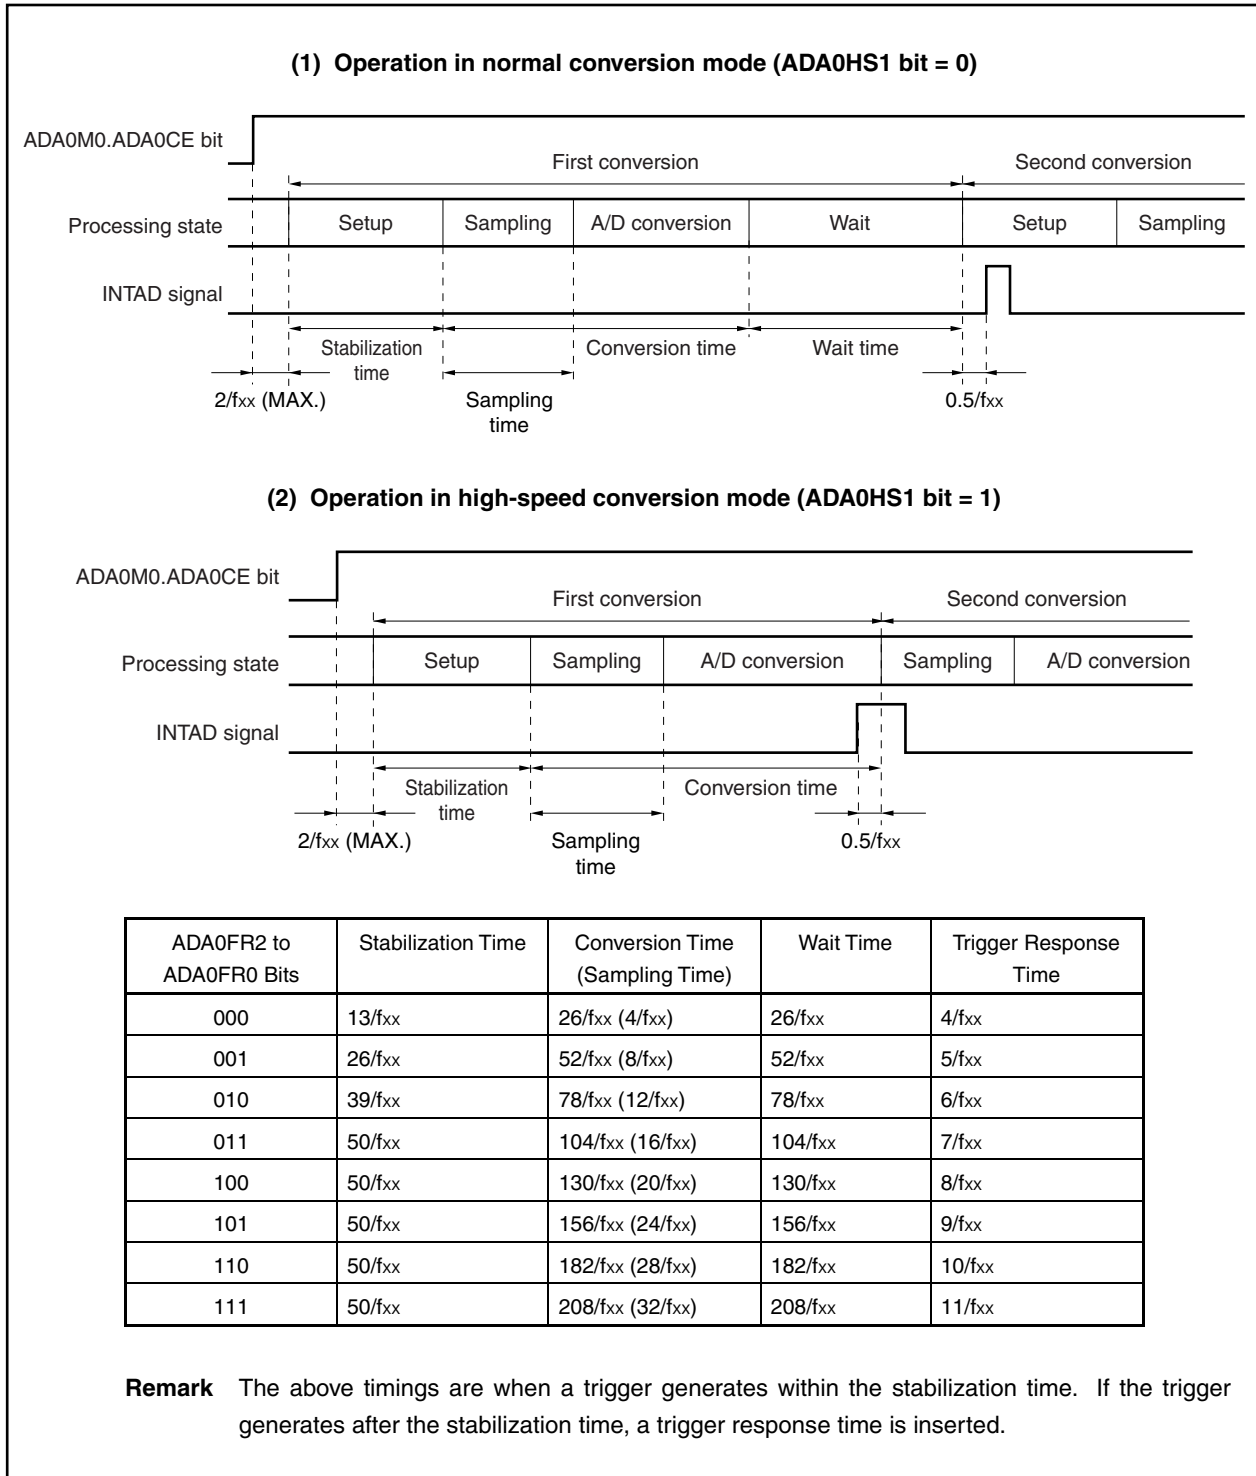 (1) Operation in normal conversion mode (ADA0HS1 bit = 0)
ADA0M0.ADA0CE bit
First conversion
Second conversion
Processing state
Setup
Sampling
A/D conversion
Wait
Setup
Sampling
INTAD signal
Stabilization
time
Conversion time
Wait time
2/fxx (MAX.)
Sampling
time
0.5/fxx
(2) Operation in high-speed conversion mode (ADA0HS1 bit = 1)
ADA0M0.ADA0CE bit
First conversion
Second conversion
Processing state
Setup
Sampling
A/D conversion
Sampling
A/D conversion
INTAD signal
Stabilization
time
Conversion time
2/fxx (MAX.)
Sampling
time
0.5/fxx
ADA0FR2 to
ADA0FR0 Bits
Stabilization Time
Conversion Time
(Sampling Time)
Wait Time
Trigger Response
Time
000 13/fxx 26/fxx (4/fxx) 26/fxx 4/fxx
001 26/fxx 52/fxx (8/fxx) 52/fxx 5/fxx
010 39/fxx 78/fxx (12/fxx) 78/fxx 6/fxx
011 50/fxx 104/fxx (16/fxx) 104/fxx 7/fxx
100 50/fxx 130/fxx (20/fxx) 130/fxx 8/fxx
101 50/fxx 156/fxx (24/fxx) 156/fxx 9/fxx
110 50/fxx 182/fxx (28/fxx) 182/fxx 10/fxx
111 50/fxx 208/fxx (32/fxx) 208/fxx 11/fxx
Remark The above timings are when a trigger generates within the stabilization time. If the trigger
generates after the stabilization time, a trigger response time is inserted.